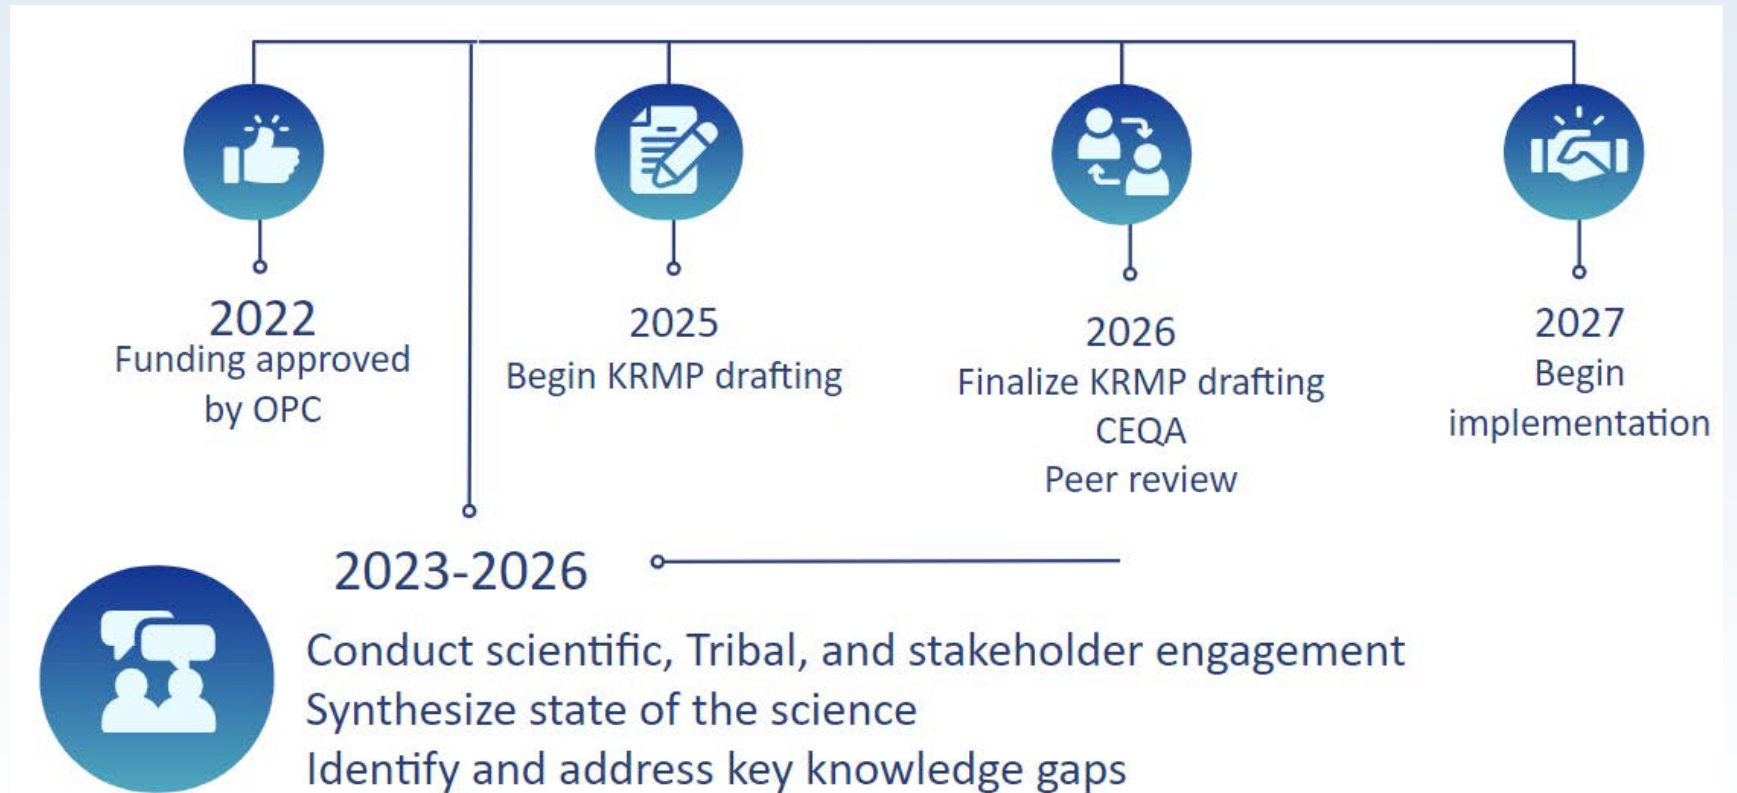 2022
Funding approved
by OPC
2025
Begin KRMP drafting
2026
Finalize KRMP drafting
CEQA
Peer review
2027
Begin
implementation
2023-2026
Conduct scientific, Tribal, and stakeholder engagement
Synthesize state of the science
Identify and address key knowledge gaps